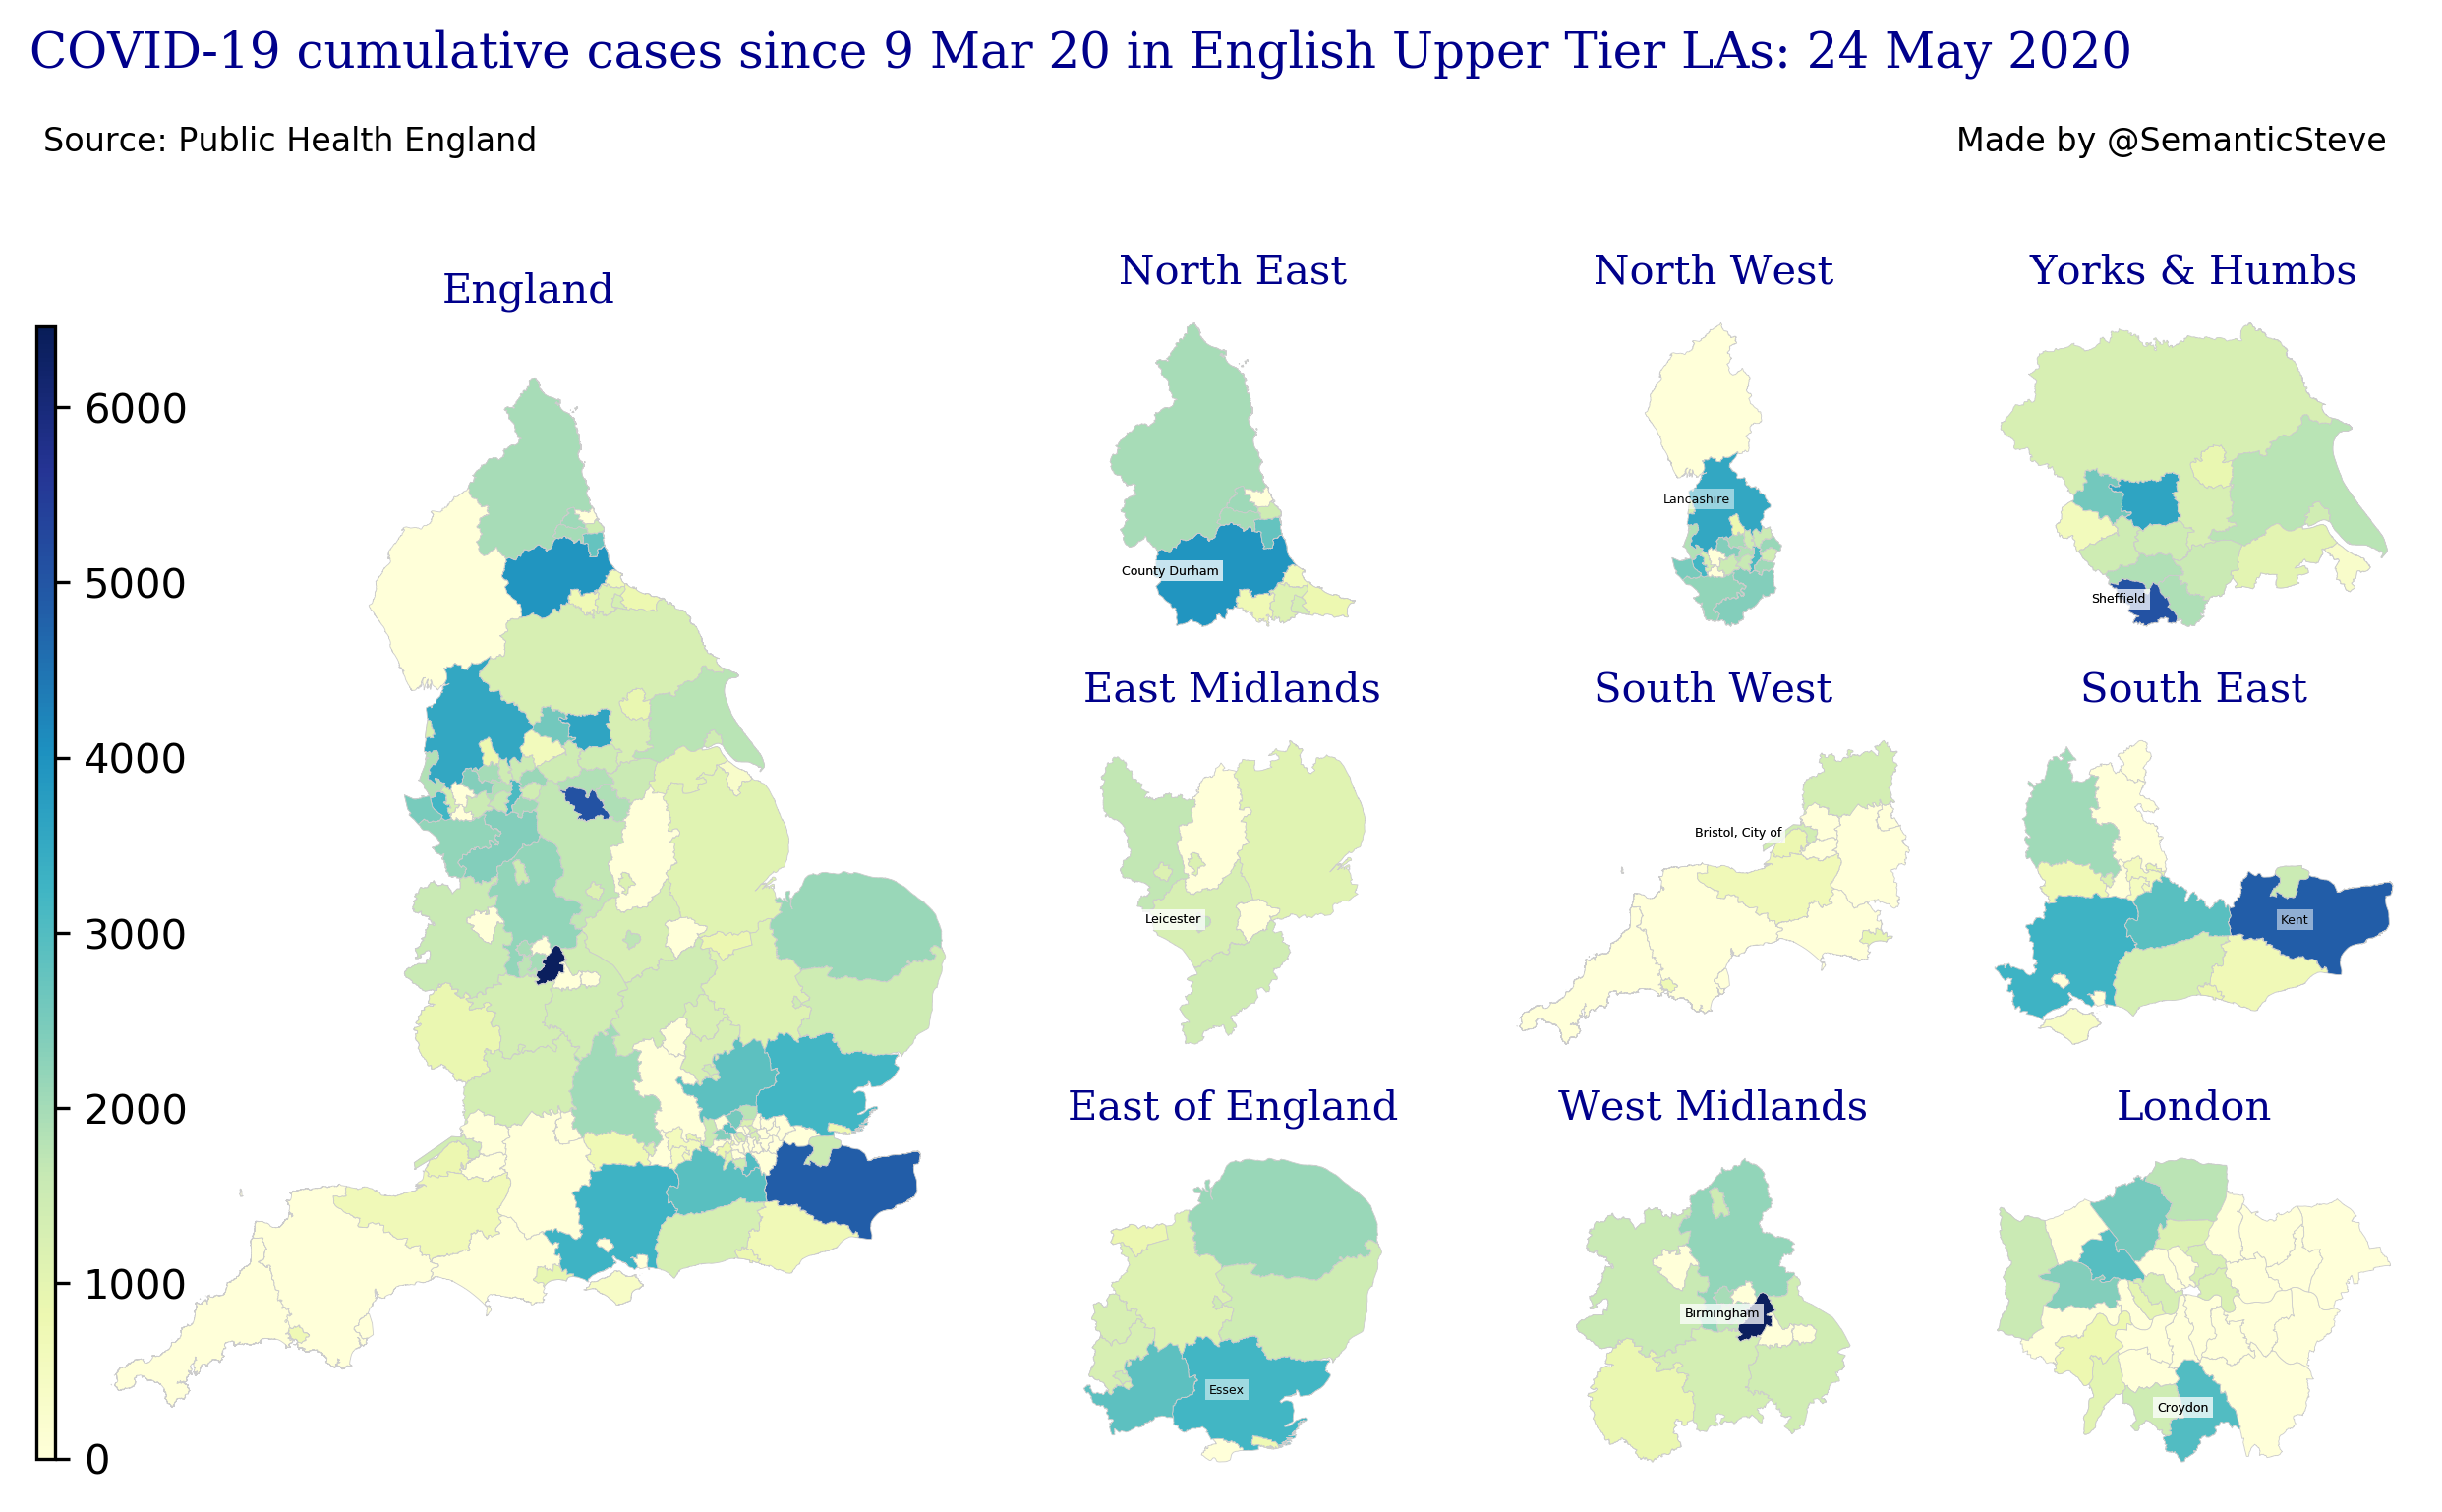 COVID-19 cumulative cases since 9 Mar 20 in English Upper Tier LAs: 24 May 2020
Source: Public Health England
Made by @SemanticSteve
England
6000
5000
4000
3000
2000
1000
0
North East
County Durham
North West
Lancashire
Yorks & Humbs
Sheffield
East Midlands
Leicester
South West
Bristol, City of
South East
Kent
East of England
Essex
West Midlands
Birmingham
London
Croydon